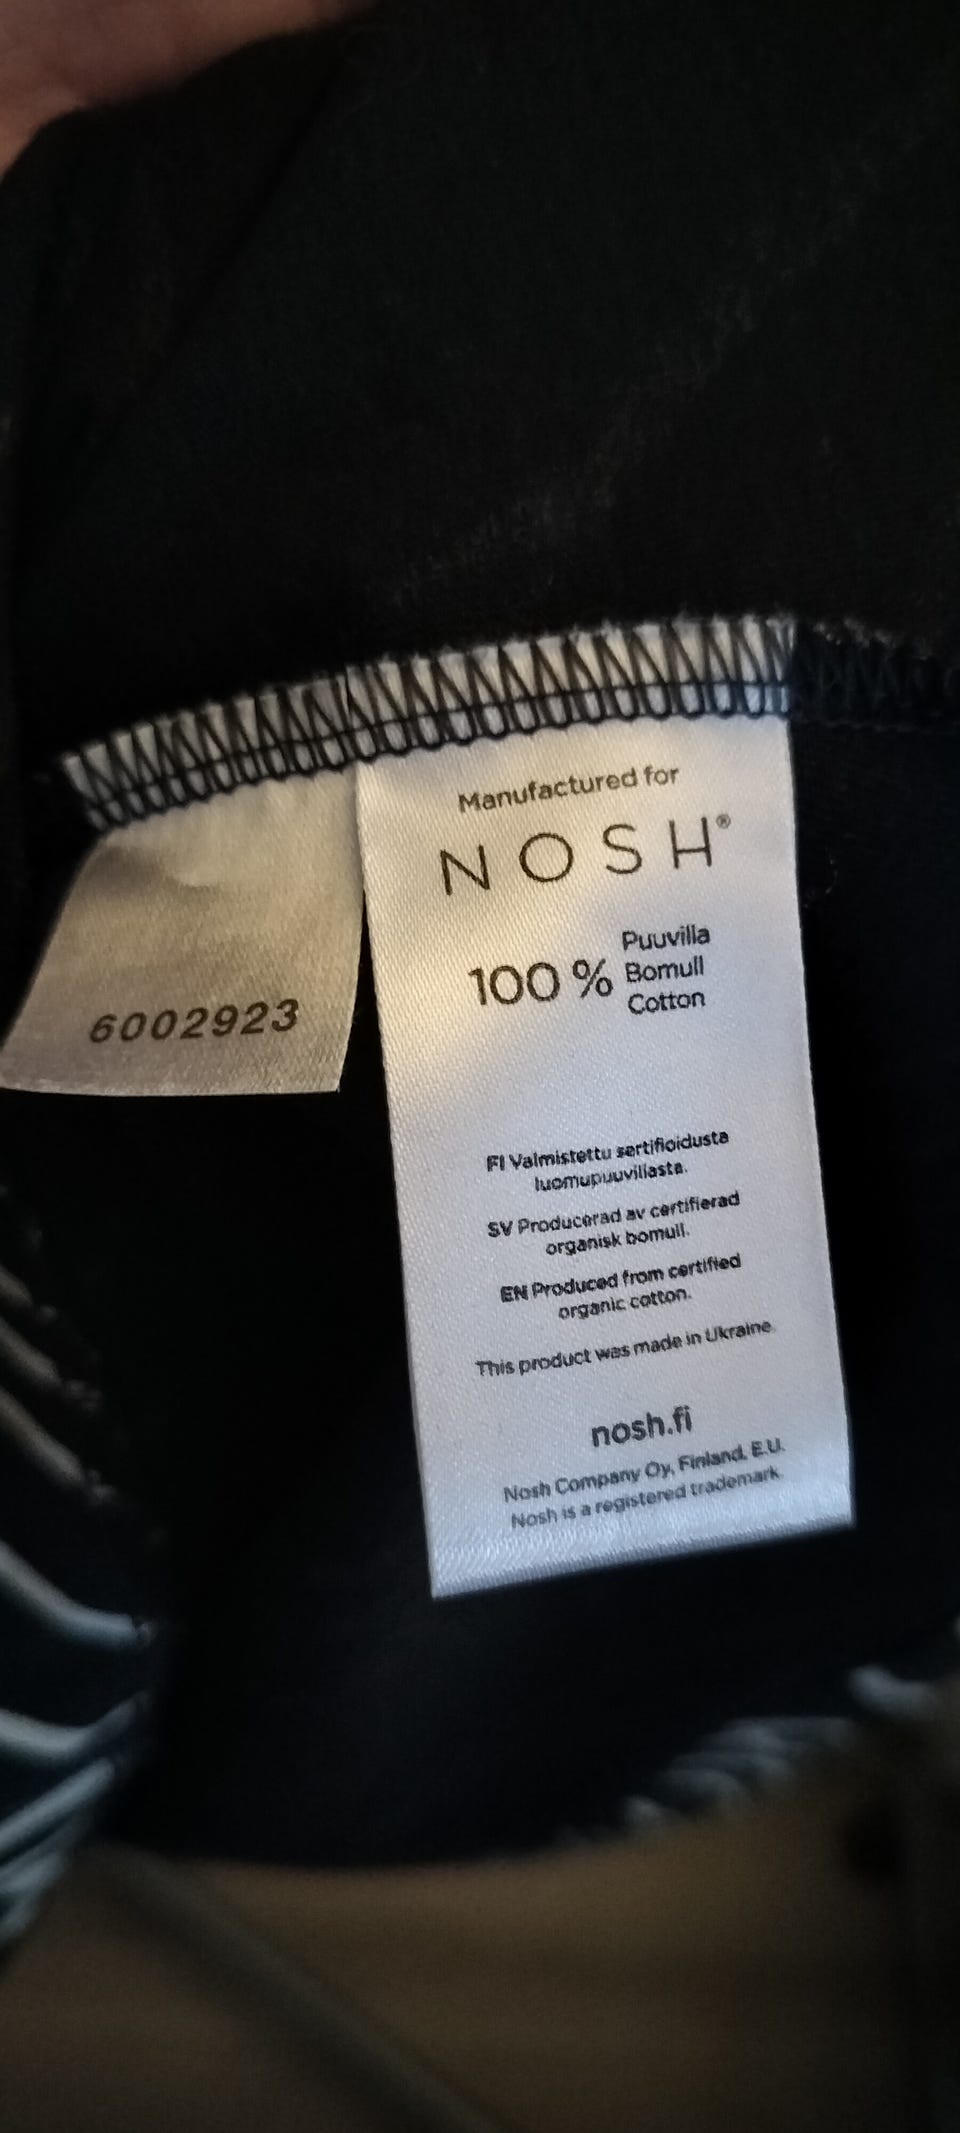 Manufactured for
NOSH®
100 % Puuvilla
Bomull
Cotton
FI Valmistettu sertifioidusta
luomupuuvillasta.
SV Producerad av certifierad
organisk bomull.
EN Produced from certified
organic cotton.
This product was made in Ukraine.
nosh.fi
Nosh Company Oy, Finland, E.U.
Nosh is a registered trademark.
6002923